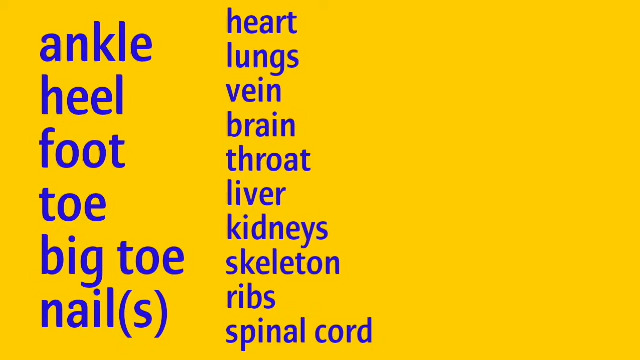 ankle
heel
foot
toe
big toe
nail(s)
heart
lungs
vein
brain
throat
liver
kidneys
skeleton
ribs
spinal cord